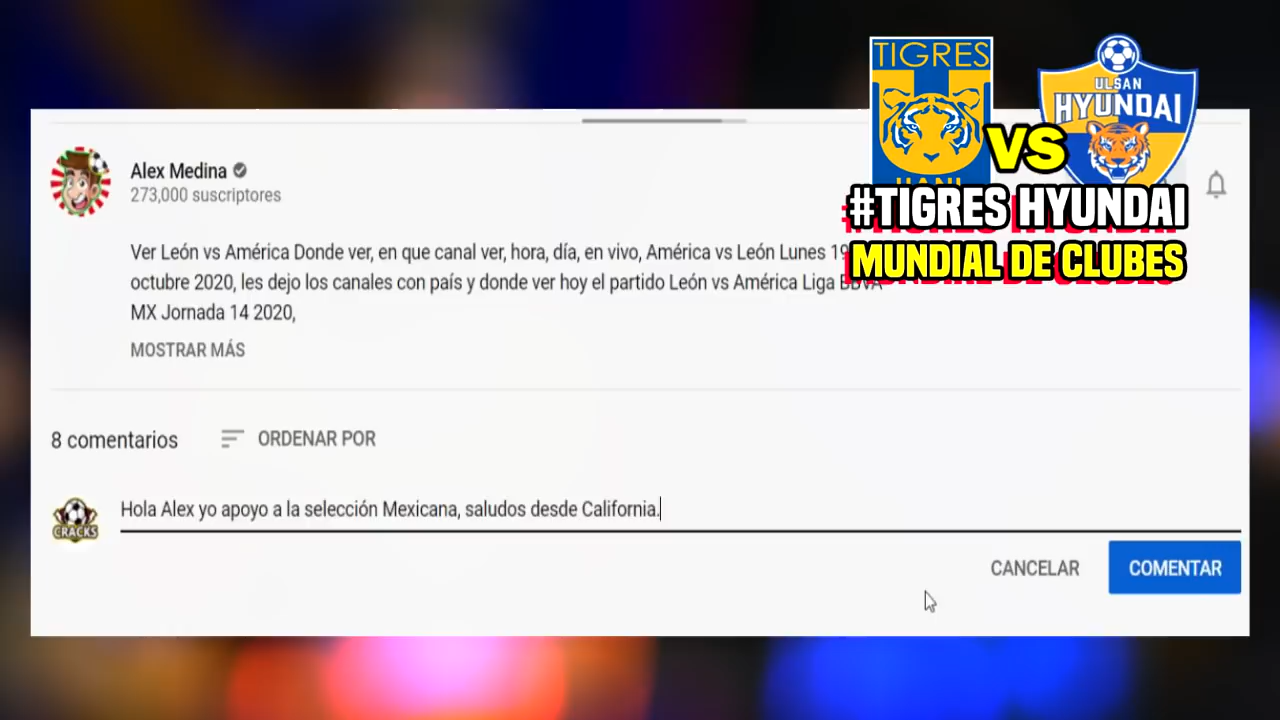 TIGRES
UANL
VS
ULSAN
HYUNDAI
#TIGRES HYUNDAI
MUNDIAL DE CLUBES
Alex Medina
273,000 suscriptores
Ver León vs América Donde ver, en que canal ver, hora, día, en vivo, América vs León Lunes 19
octubre 2020, les dejo los canales con país y donde ver hoy el partido León vs América Liga BBVA
MX Jornada 14 2020,
MOSTRAR MÁS
8 comentarios
ORDENAR POR
CRACKS
Hola Alex yo apoyo a la selección Mexicana, saludos desde California.
CANCELAR
COMENTAR